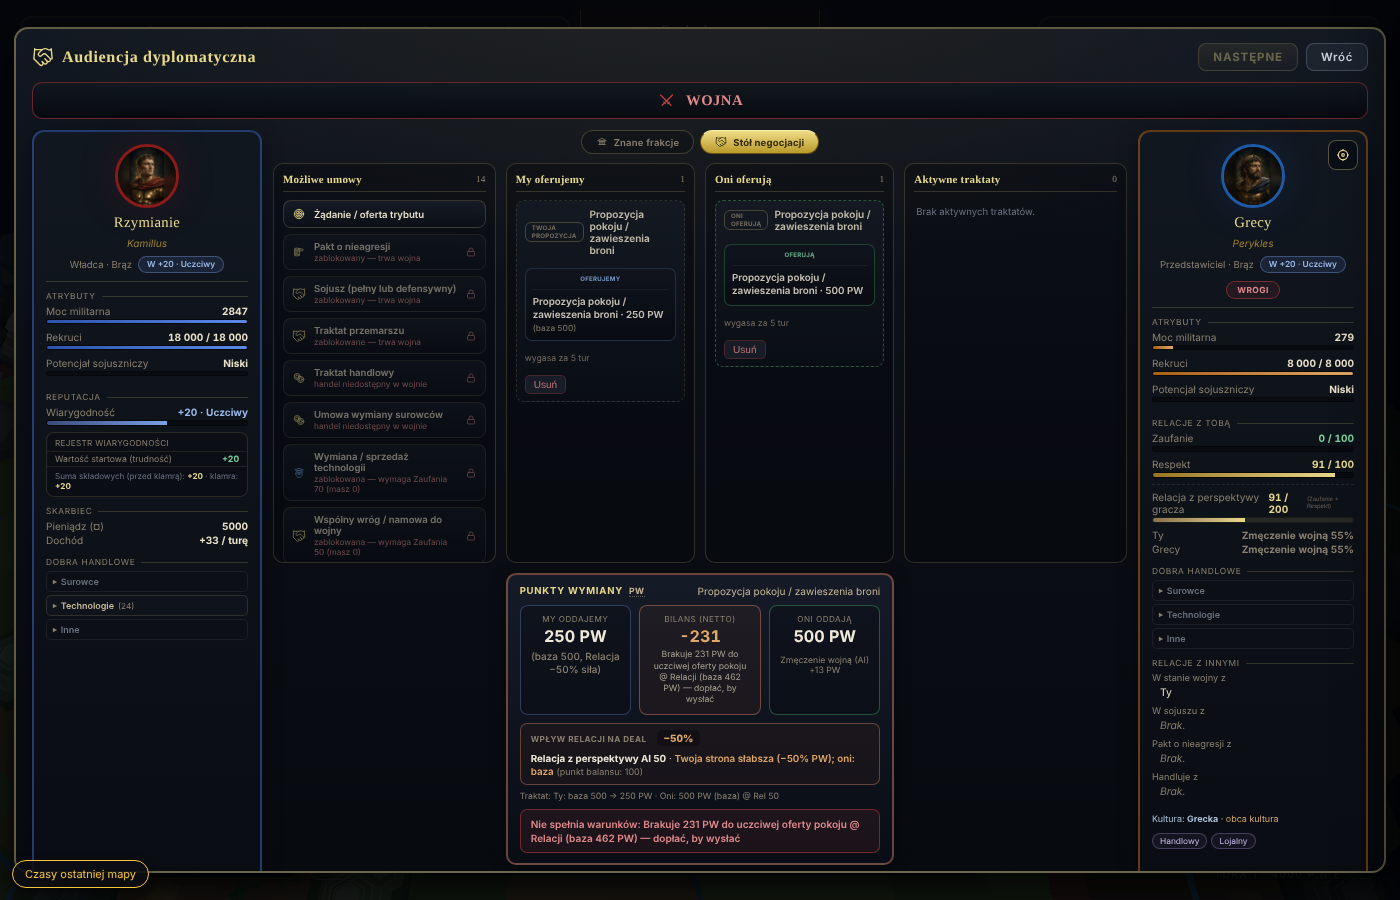 Audiencja dyplomatyczna
NASTĘPNE
Wróć
WOJNA
Rzymianie
Kamillus
Władca · Brąz
W +20 · Uczciwy
ATRYBUTY
Moc militarna 2847
Rekruci 18 000 / 18 000
Potencjał sojuszniczy Niski
REPUTACJA
Wiarygodność +20 · Uczciwy
REJESTR WIARYGODNOŚCI
Wartość startowa (trudność) +20
Suma składowych (przed klamrą): +20 · klamra:
+20
SKARBIEC
Pieniądz (¤) 5000
Dochód +33 / turę
DOBRA HANDLOWE
▸ Surowce
▸ Technologie (24)
▸ Inne
Znane frakcje
Stół negocjacji
Możliwe umowy 14
Żądanie / oferta trybutu
Pakt o nieagresji
zablokowany — trwa wojna
Sojusz (pełny lub defensywny)
zablokowany — trwa wojna
Traktat przemarszu
zablokowane — trwa wojna
Traktat handlowy
handel niedostępny w wojnie
Umowa wymiany surowców
handel niedostępny w wojnie
Wymiana / sprzedaż
technologii
zablokowana — wymaga Zaufania
70 (masz 0)
Wspólny wróg / namowa do
wojny
zablokowana — wymaga Zaufania
50 (masz 0)
My oferujemy 1
TWOJA
PROPOZYCJA
Propozycja
pokoju /
zawieszenia
broni
OFERUJEMY
Propozycja pokoju /
zawieszenia broni · 250 PW
(baza 500)
wygasa za 5 tur
Usuń
Oni oferują 1
ONI
OFERUJĄ
Propozycja pokoju /
zawieszenia broni
OFERUJĄ
Propozycja pokoju /
zawieszenia broni · 500 PW
wygasa za 5 tur
Usuń
Aktywne traktaty 0
Brak aktywnych traktatów.
PUNKTY WYMIANY PW
Propozycja pokoju / zawieszenia broni
MY ODDAJEMY
250 PW
(baza 500, Relacja
−50% siła)
BILANS (NETTO)
-231
Brakuje 231 PW do
uczciwej oferty pokoju
@ Relacji (baza 462
PW) — dopłać, by
wysłać
ONI ODDAJĄ
500 PW
Zmęczenie wojną (AI)
+13 PW
WPŁYW RELACJI NA DEAL −50%
Relacja z perspektywy AI 50 · Twoja strona słabsza (−50% PW); oni:
baza (punkt balansu: 100)
Traktat: Ty: baza 500 → 250 PW · Oni: 500 PW (baza) @ Rel 50
Nie spełnia warunków: Brakuje 231 PW do uczciwej oferty pokoju @
Relacji (baza 462 PW) — dopłać, by wysłać
Grecy
Perykles
Przedstawiciel · Brąz
W +20 · Uczciwy
WROGI
ATRYBUTY
Moc militarna 279
Rekruci 8 000 / 8 000
Potencjał sojuszniczy Niski
RELACJE Z TOBĄ
Zaufanie 0 / 100
Respekt 91 / 100
Relacja z perspektywy
gracza
91 /
200
(Zaufanie +
Respekt)
Ty Zmęczenie wojną 55%
Grecy Zmęczenie wojną 55%
DOBRA HANDLOWE
▸ Surowce
▸ Technologie
▸ Inne
RELACJE Z INNYMI
W stanie wojny z
Ty
W sojuszu z
Brak.
Pakt o nieagresji z
Brak.
Handluje z
Brak.
Kultura: Grecka · obca kultura
Handlowy
Lojalny
Czasy ostatniej mapy